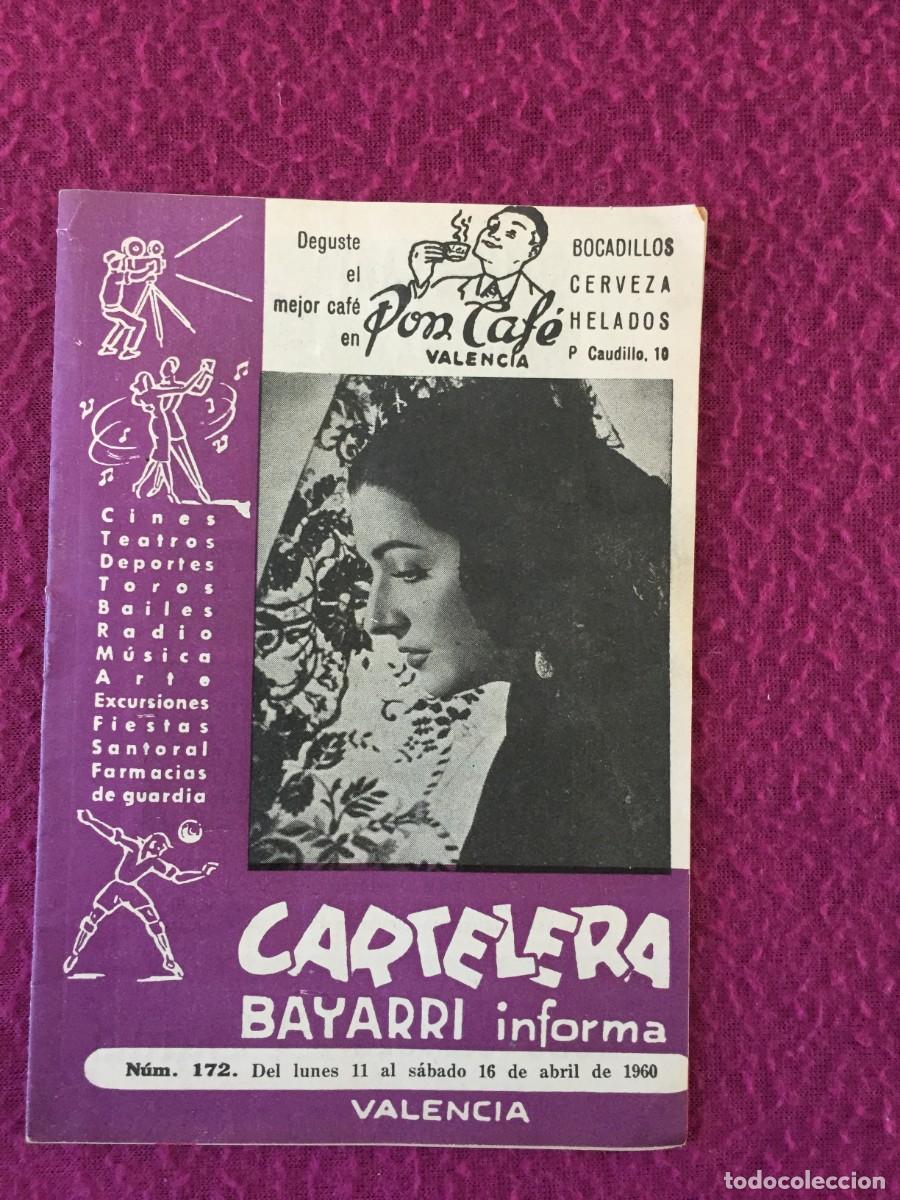 Deguste
el
mejor café
en
Pon Café
VALENCIA
BOCADILLOS
CERVEZA
HELADOS
P Caudillo, 10
Cines
Teatros
Deportes
Toros
Bailes
Radio
Música
Arte
Excursiones
Fiestas
Santoral
Farmacias
de guardia
CARTELERA
BAYARRI informa
Núm. 172. Del lunes 11 al sábado 16 de abril de 1960
VALENCIA
todocoleccion